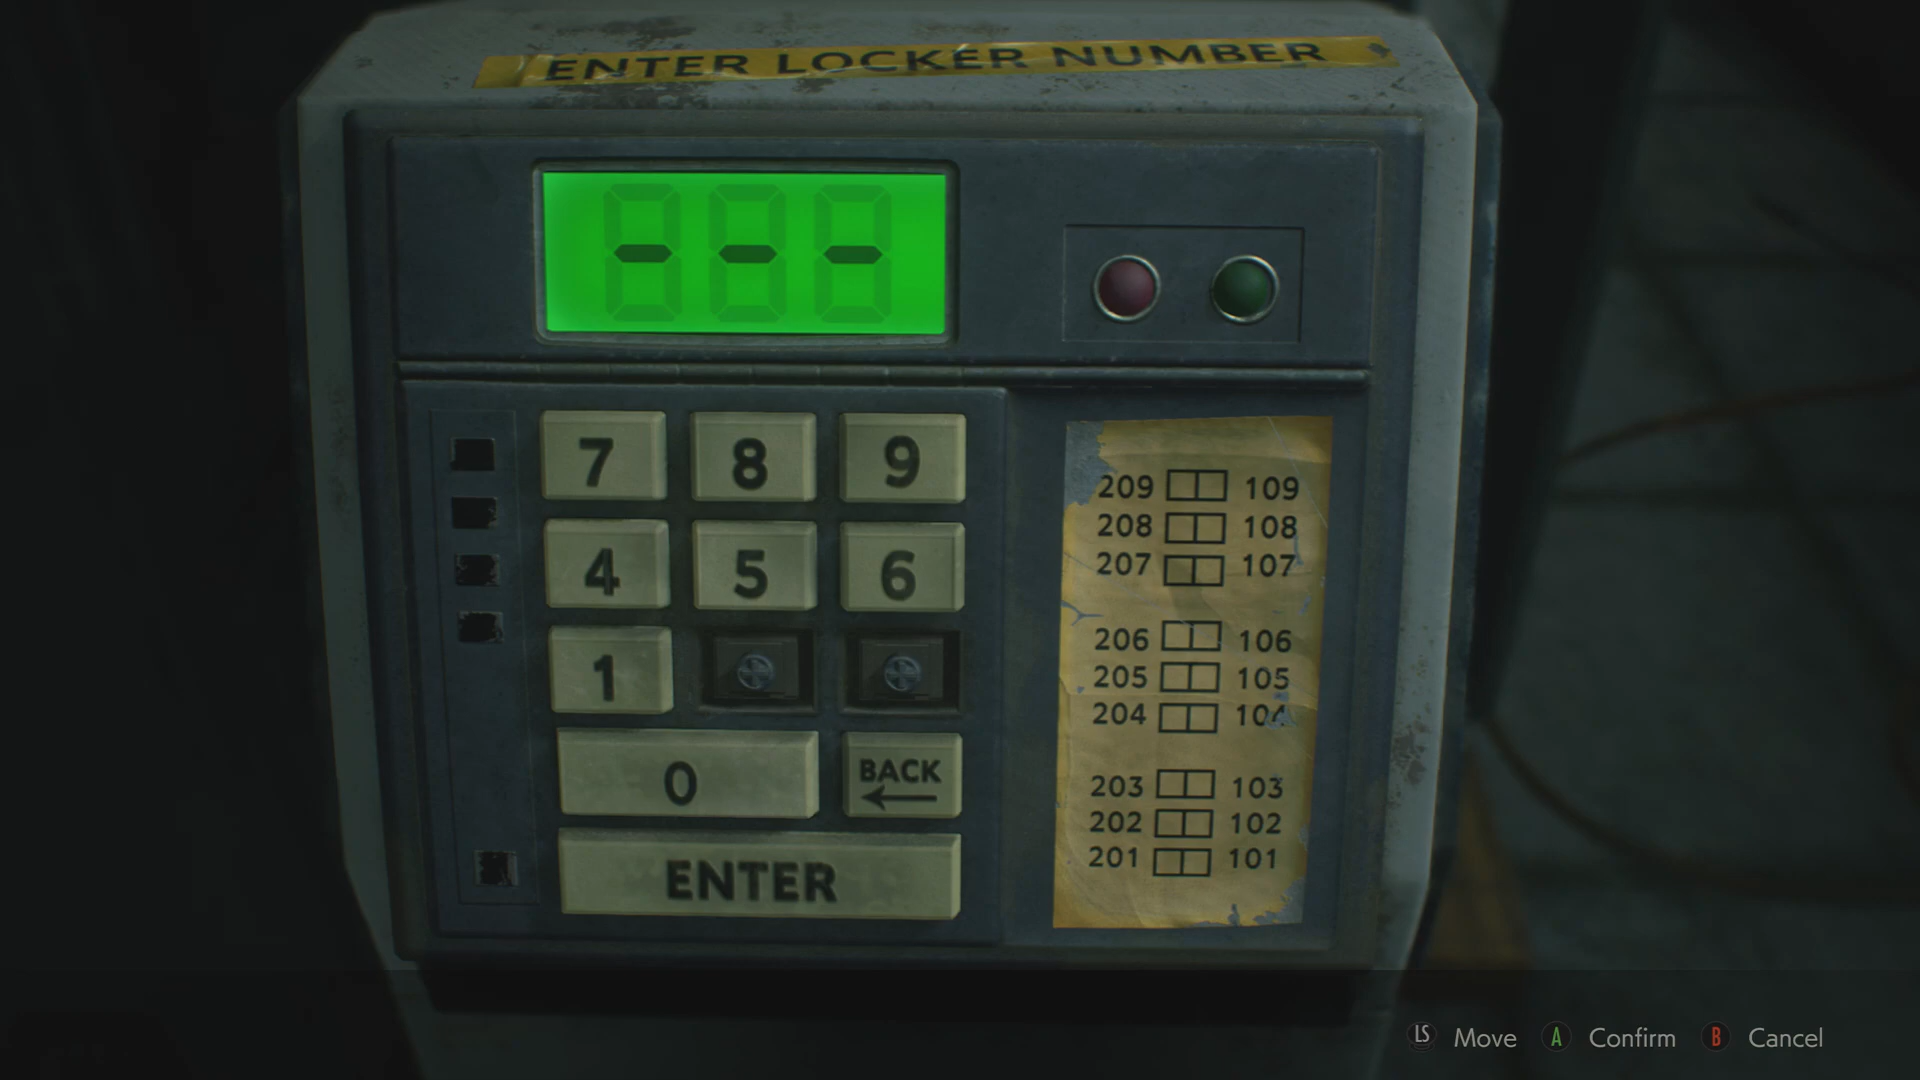 ENTER LOCKER NUMBER
- - -
7 8 9
4 5 6
1
0 BACK
ENTER
209 109
208 108
207 107
206 106
205 105
204 104
203 103
202 102
201 101
LS Move A Confirm B Cancel